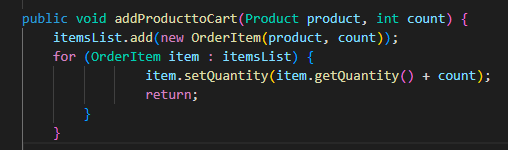 public void addProducttoCart(Product product, int count) {
itemsList.add(new OrderItem(product, count));
for (OrderItem item : itemsList) {
item.setQuantity(item.getQuantity() + count);
return;
}
}